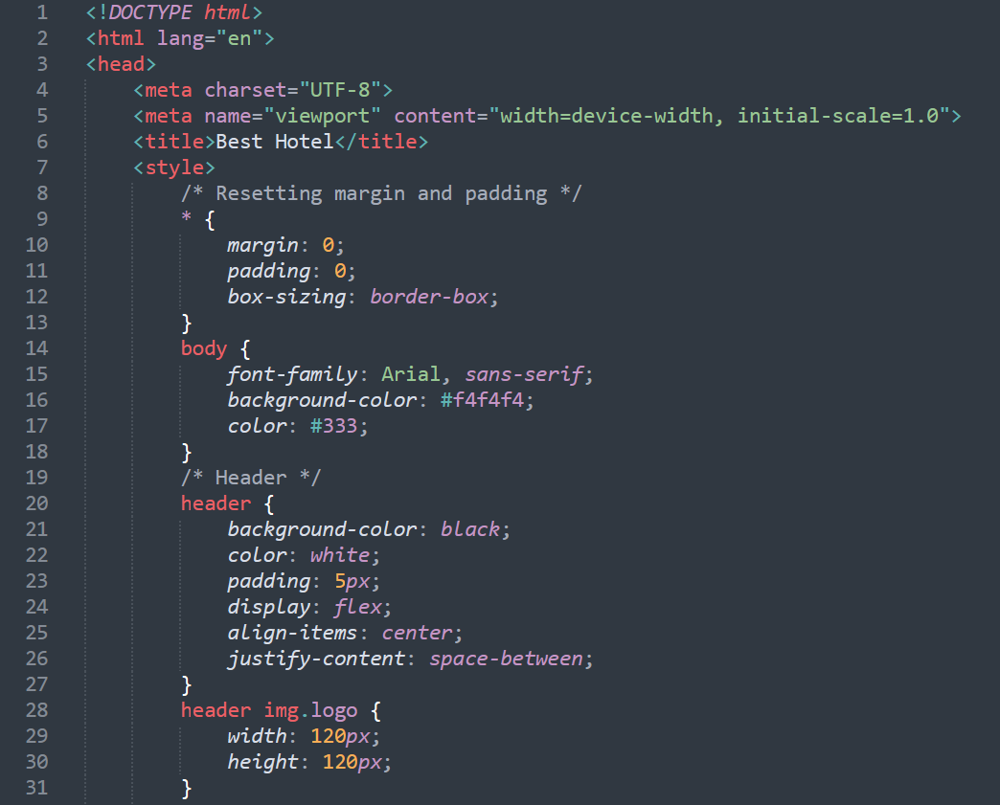 1 <!DOCTYPE html>
2 <html lang="en">
3 <head>
4 <meta charset="UTF-8">
5 <meta name="viewport" content="width=device-width, initial-scale=1.0">
6 <title>Best Hotel</title>
7 <style>
8 /* Resetting margin and padding */
9 * {
10 margin: 0;
11 padding: 0;
12 box-sizing: border-box;
13 }
14 body {
15 font-family: Arial, sans-serif;
16 background-color: #f4f4f4;
17 color: #333;
18 }
19 /* Header */
20 header {
21 background-color: black;
22 color: white;
23 padding: 5px;
24 display: flex;
25 align-items: center;
26 justify-content: space-between;
27 }
28 header img.logo {
29 width: 120px;
30 height: 120px;
31 }